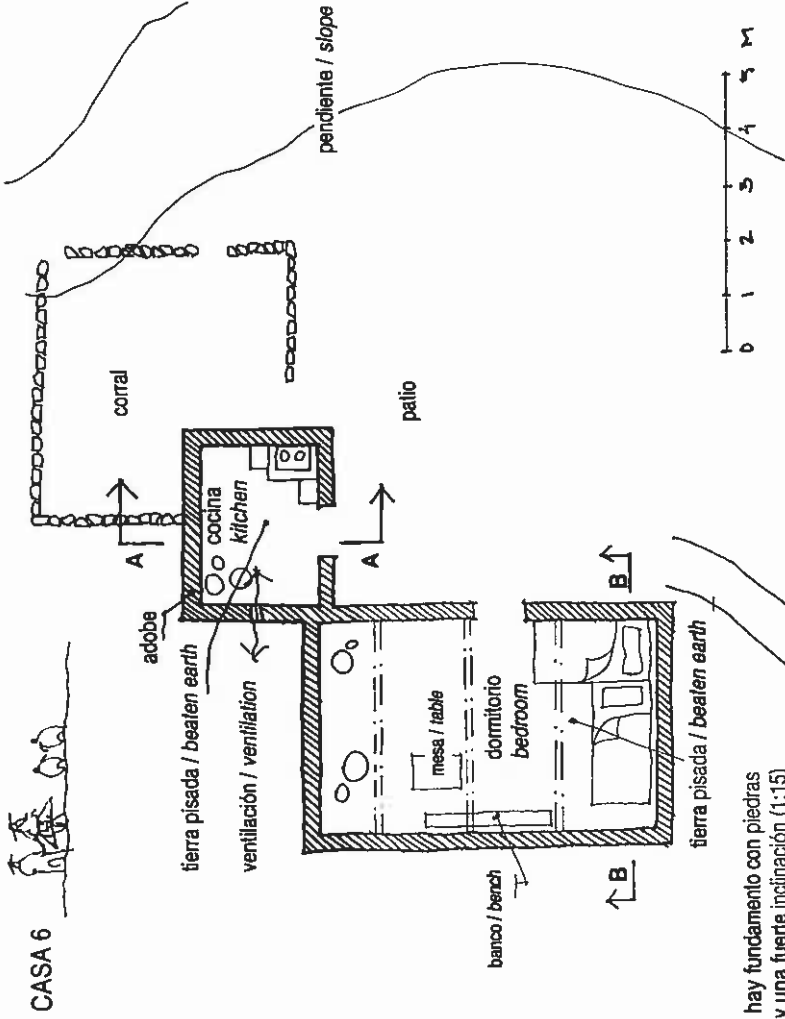 CASA 6
adobe
corral
cocina
kitchen
tierra pisada / beaten earth
ventilación / ventilation
A
A
patio
pendiente / slope
mesa / table
dormitorio
bedroom
banco / bench
B
B
tierra pisada / beaten earth
0 1 2 3 4 5 M
hay fundamento con piedras
y una fuerte inclinación (1:15)